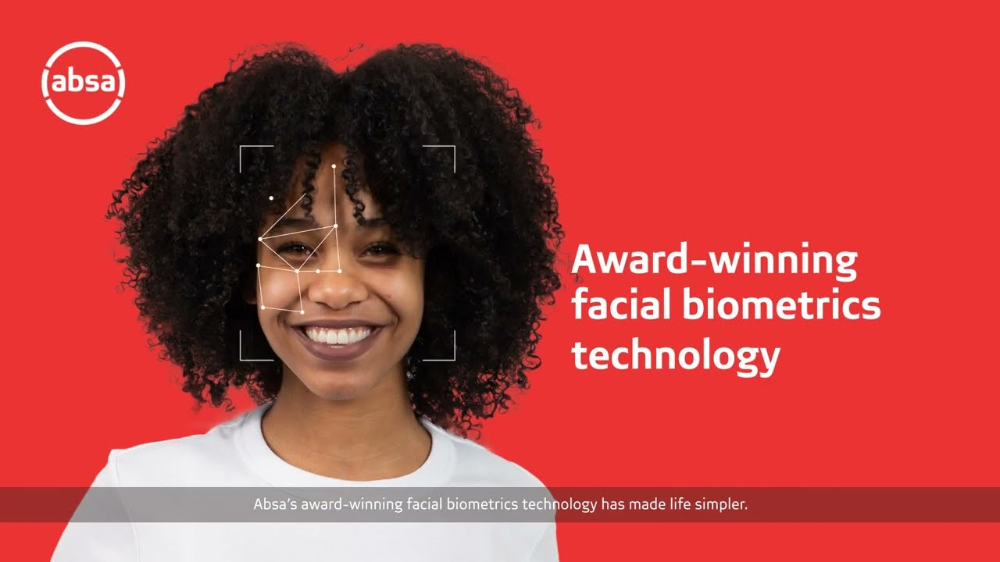 absa
Award-winning
facial biometrics
technology
Absa's award-winning facial biometrics technology has made life simpler.